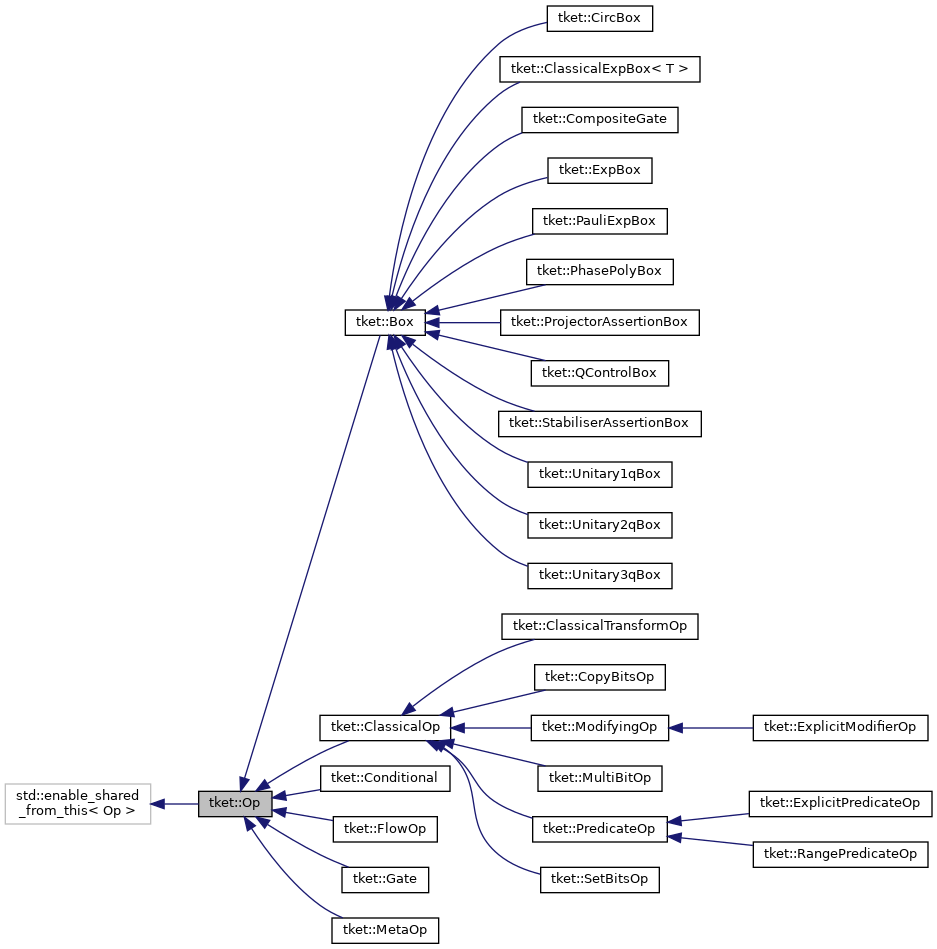 tket::CircBox
tket::ClassicalExpBox< T >
tket::CompositeGate
tket::ExpBox
tket::PauliExpBox
tket::PhasePolyBox
tket::Box
tket::ProjectorAssertionBox
tket::QControlBox
tket::StabiliserAssertionBox
tket::Unitary1qBox
tket::Unitary2qBox
tket::Unitary3qBox
tket::ClassicalTransformOp
tket::CopyBitsOp
tket::ClassicalOp
tket::ModifyingOp
tket::ExplicitModifierOp
tket::Conditional
tket::MultiBitOp
std::enable_shared
_from_this< Op >
tket::Op
tket::ExplicitPredicateOp
tket::FlowOp
tket::PredicateOp
tket::RangePredicateOp
tket::Gate
tket::SetBitsOp
tket::MetaOp